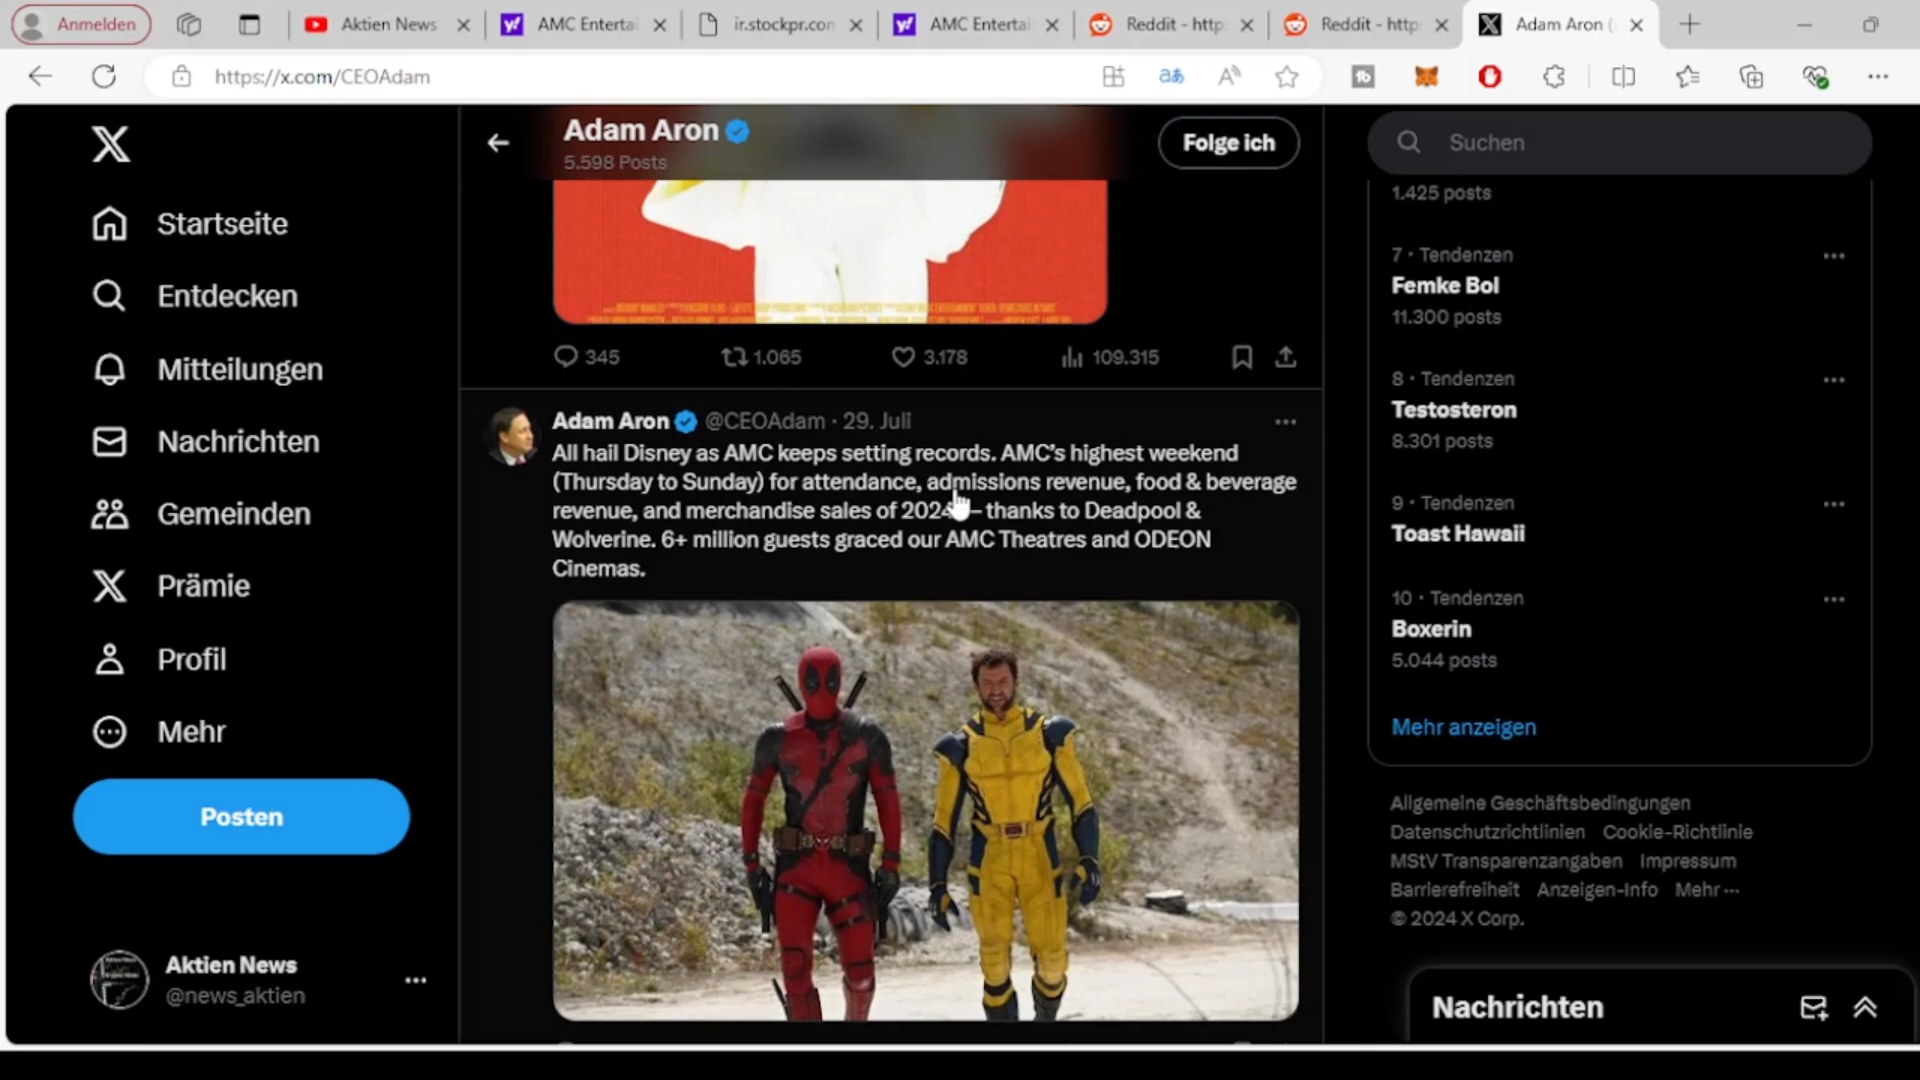 Anmelden
Aktien News
AMC Entertai
ir.stockpr.con
AMC Entertai
Reddit - http
Reddit - http
Adam Aron (
https://x.com/CEOAdam
Startseite
Entdecken
Mitteilungen
Nachrichten
Gemeinden
Prämie
Profil
Mehr
Posten
Aktien News
@news_aktien
Adam Aron
5.598 Posts
Folge ich
345
1.065
3.178
109.315
Adam Aron @CEOAdam · 29. Juli
All hail Disney as AMC keeps setting records. AMC's highest weekend
(Thursday to Sunday) for attendance, admissions revenue, food & beverage
revenue, and merchandise sales of 2024 – thanks to Deadpool &
Wolverine. 6+ million guests graced our AMC Theatres and ODEON
Cinemas.
Suchen
1.425 posts
7 · Tendenzen
Femke Bol
11.300 posts
8 · Tendenzen
Testosteron
8.301 posts
9 · Tendenzen
Toast Hawaii
10 · Tendenzen
Boxerin
5.044 posts
Mehr anzeigen
Allgemeine Geschäftsbedingungen
Datenschutzrichtlinien Cookie-Richtlinie
MStV Transparenzangaben Impressum
Barrierefreiheit Anzeigen-Info Mehr ···
© 2024 X Corp.
Nachrichten